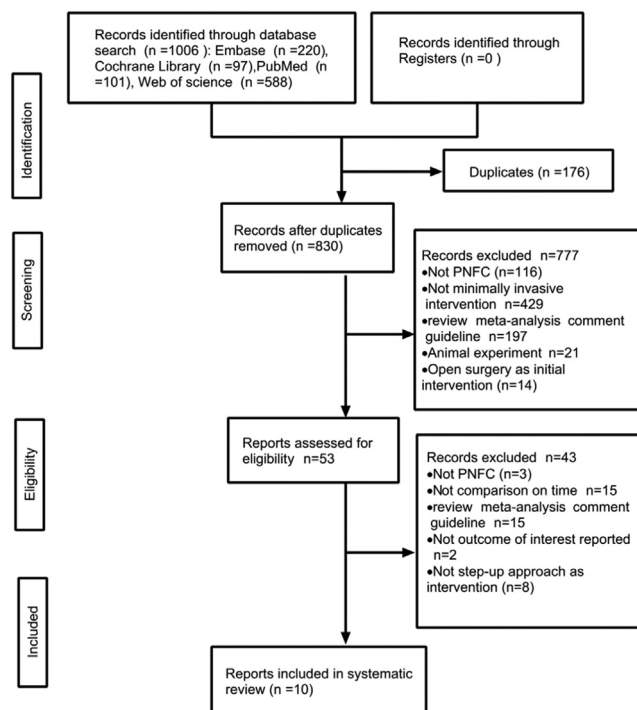 Records identified through database
search (n =1006 ): Embase (n =220),
Cochrane Library (n =97),PubMed (n
=101), Web of science (n =588)
Records identified through
Registers (n =0 )
Identification
Duplicates (n =176)
Records after duplicates
removed (n =830)
Screening
Records excluded n=777
•Not PNFC (n=116)
•Not minimally invasive
intervention n=429
•review meta-analysis comment
guideline n=197
•Animal experiment n=21
•Open surgery as initial
intervention (n=14)
Reports assessed for
eligibility n=53
Eligibility
Records excluded n=43
•Not PNFC (n=3)
•Not comparison on time n=15
•review meta-analysis comment
guideline n=15
•Not outcome of interest reported
n=2
•Not step-up approach as
intervention (n=8)
Included
Reports included in systematic
review (n =10)